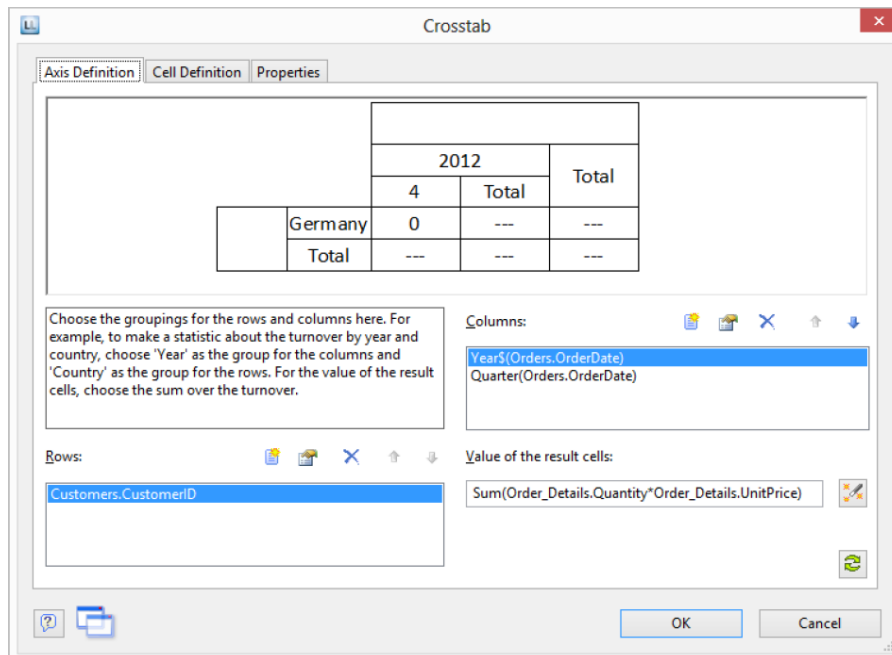 Crosstab
Axis Definition
Cell Definition
Properties
2012
Total
4
Total
Germany
0
---
---
Total
---
---
---
Choose the groupings for the rows and columns here. For
example, to make a statistic about the turnover by year and
country, choose 'Year' as the group for the columns and
'Country' as the group for the rows. For the value of the result
cells, choose the sum over the turnover.
Columns:
Year$(Orders.OrderDate)
Quarter(Orders.OrderDate)
Rows:
Customers.CustomerID
Value of the result cells:
Sum(Order_Details.Quantity*Order_Details.UnitPrice)
OK
Cancel